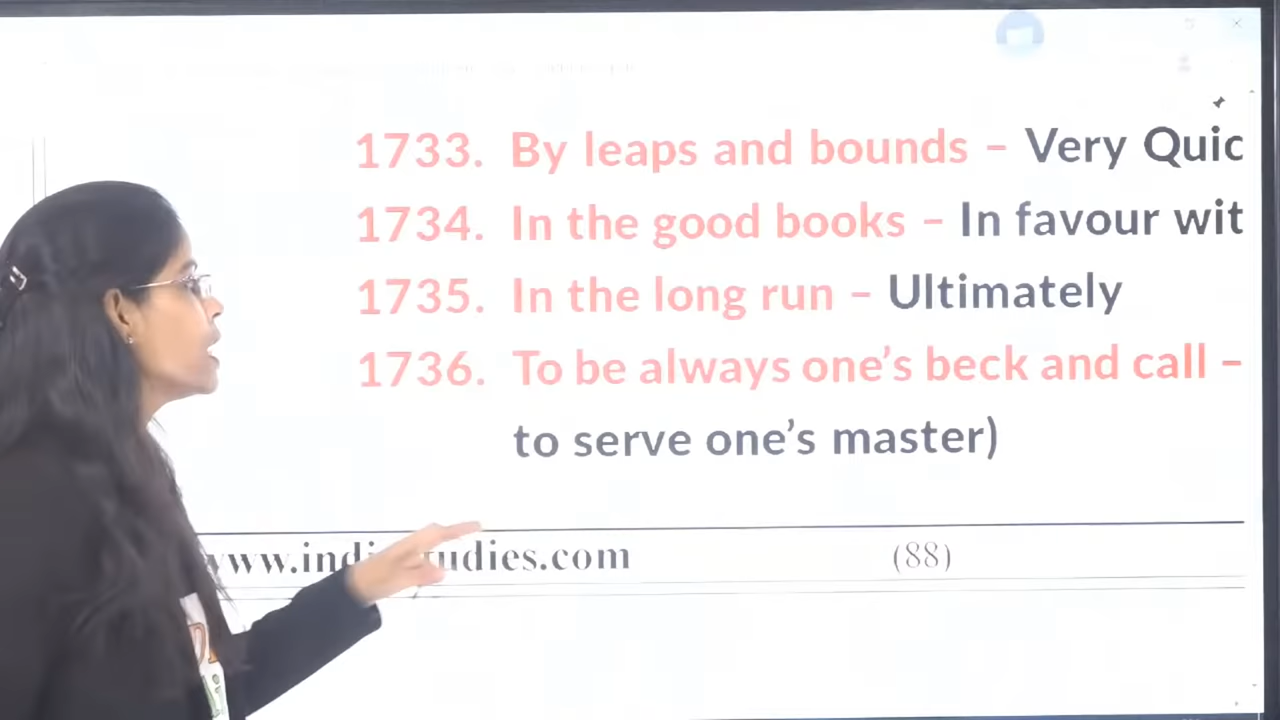 1733. By leaps and bounds – Very Quic
1734. In the good books – In favour wit
1735. In the long run – Ultimately
1736. To be always one’s beck and call –
to serve one’s master)
(88)